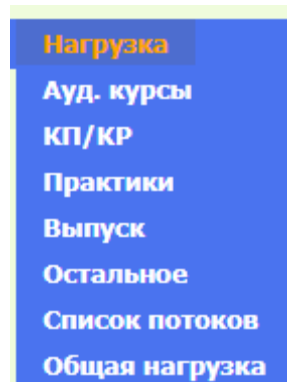 Нагрузка
Ауд. курсы
КП/КР
Практики
Выпуск
Остальное
Список потоков
Общая нагрузка